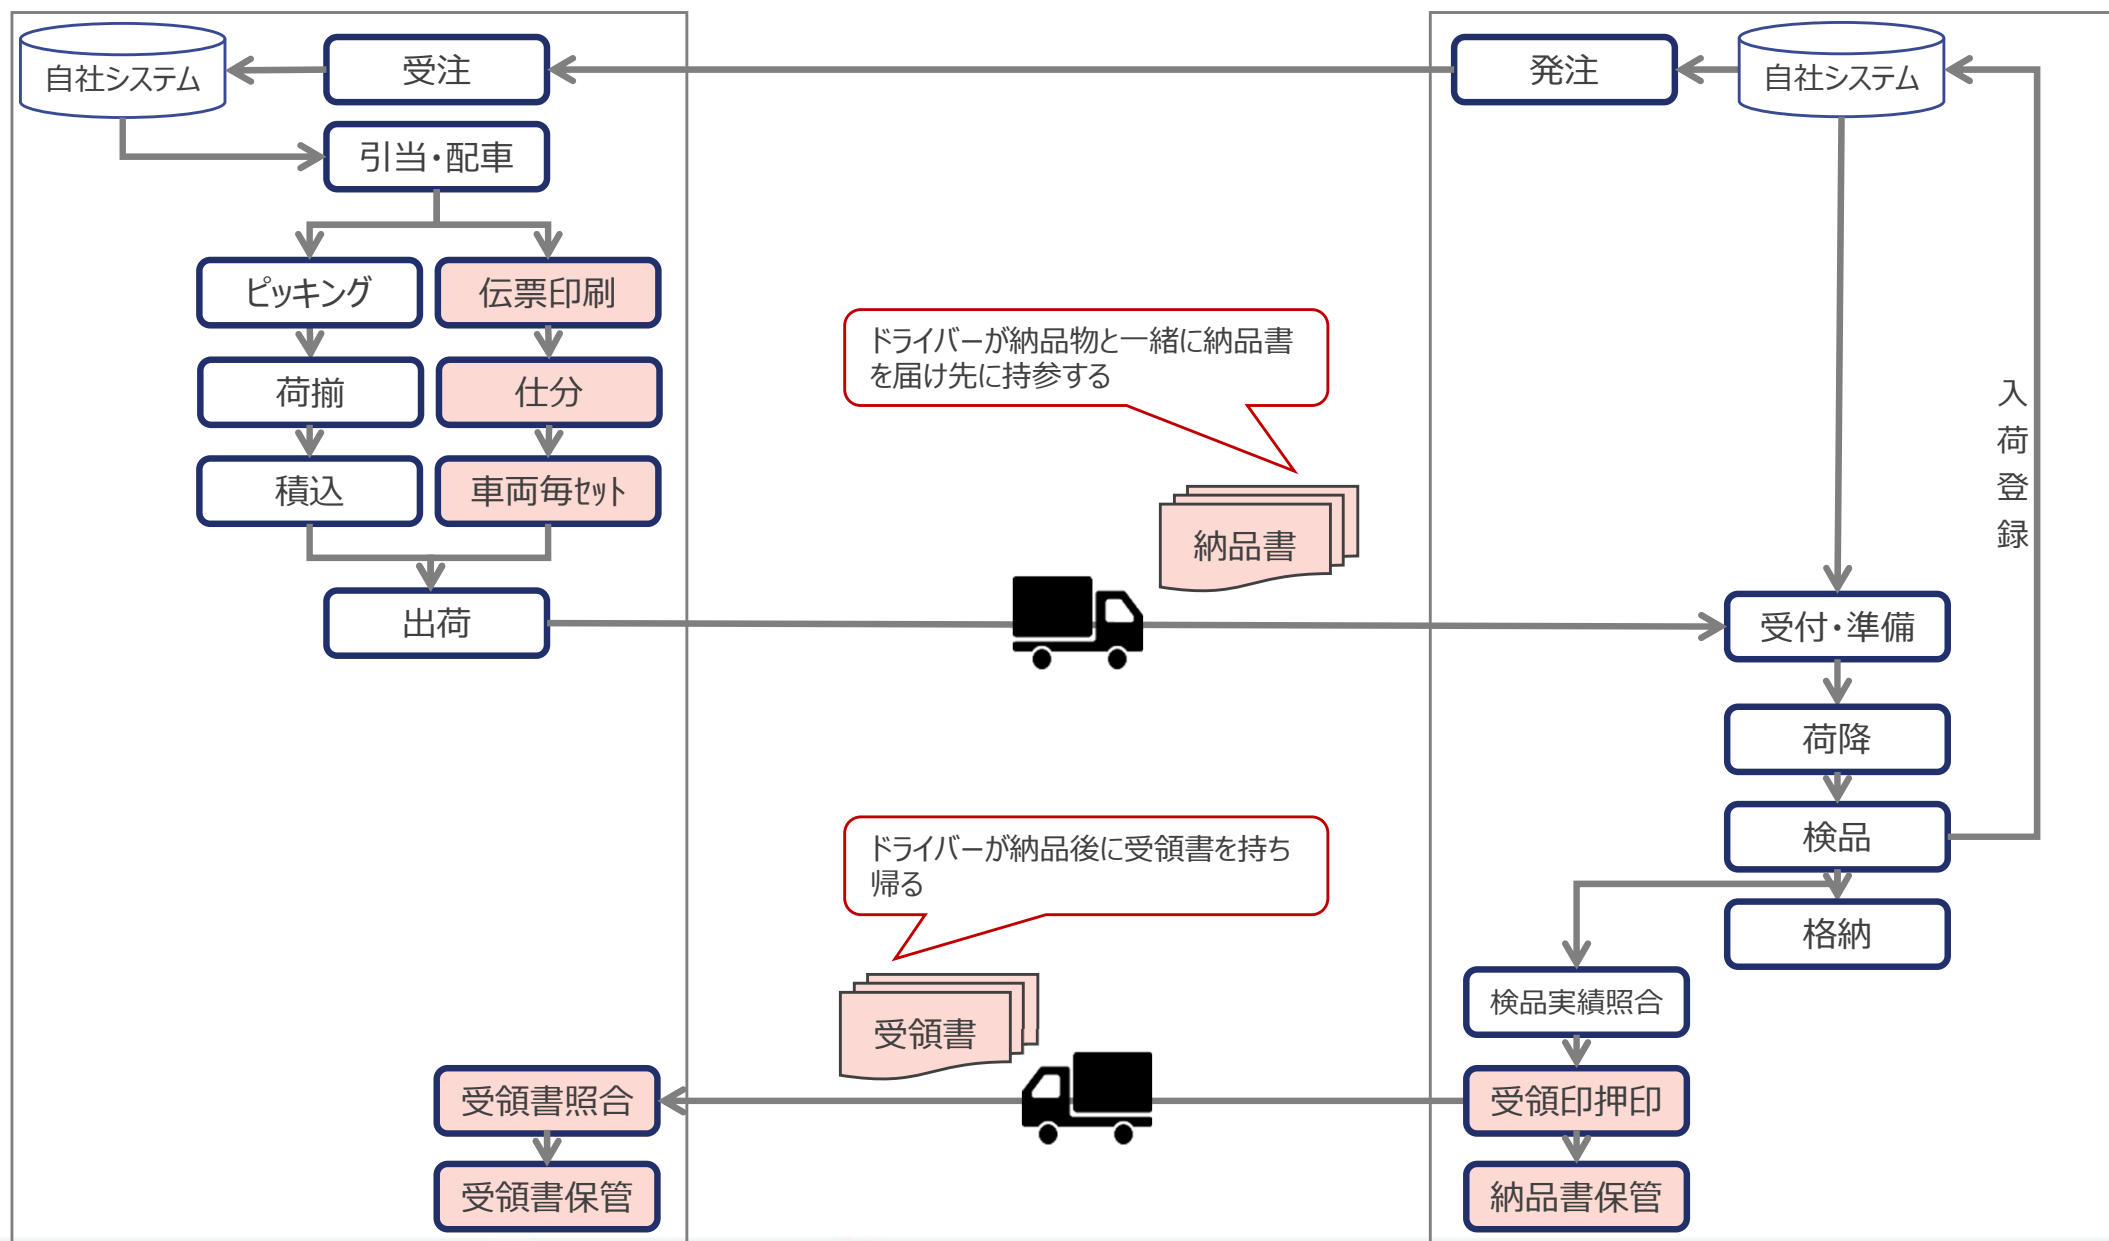 自社システム
受注
発注
自社システム
引当・配車
ピッキング
伝票印刷
ドライバーが納品物と一緒に納品書
を届け先に持参する
荷揃
仕分
入荷登録
積込
車両毎セット
納品書
出荷
受付・準備
荷降
検品
ドライバーが納品後に受領書を持ち
帰る
格納
検品実績照合
受領書
受領書照合
受領印押印
受領書保管
納品書保管